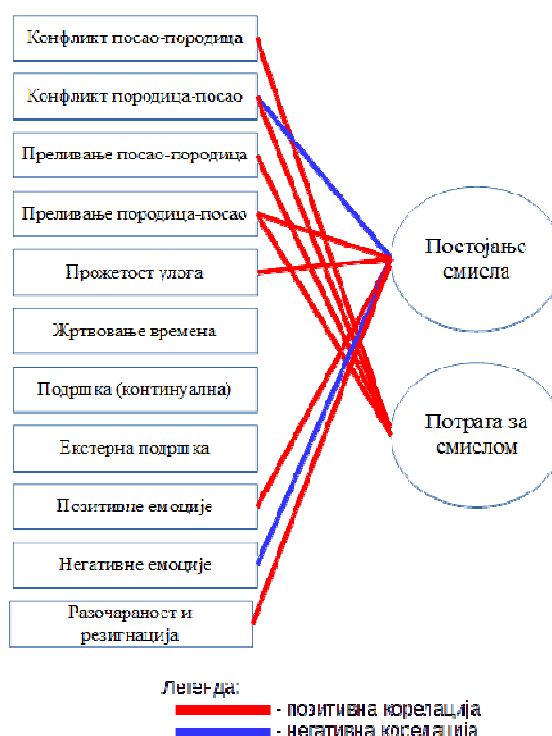 Конфликт посао-породица
Конфликт породица-посао
Преливање посао-породица
Преливање породица-посао
Прожетост улога
Жртвовање времена
Подршка (континуална)
Екстерна подршка
Позитивне емоције
Негативне емоције
Разочараност и
резигнација
Постојање
смисла
Потрага за
смислом
Легенда:
- позитивна корелација
- негативна корелација